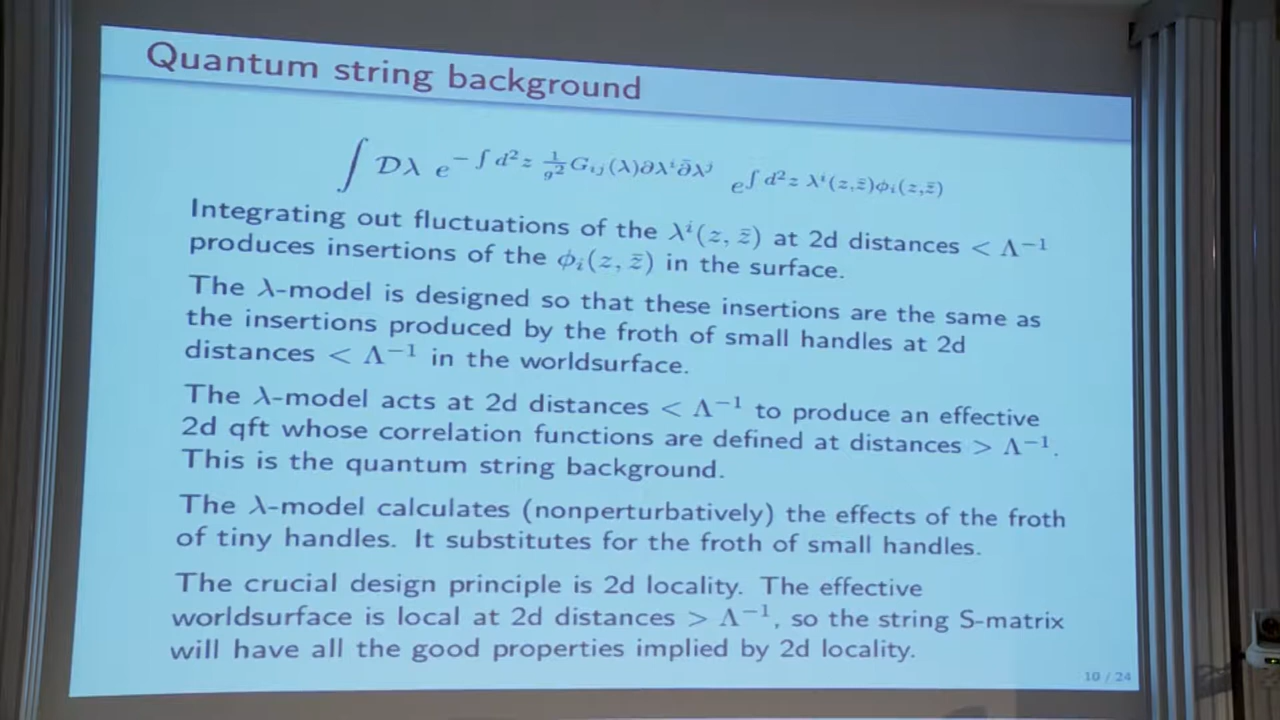 Quantum string background
∫ Dλ e^{−∫ d²z (1/g²) G_{ij}(λ)∂λ^i ∂̄λ^j} e^{∫ d²z λ^i(z,z̄)φ_i(z,z̄)}
Integrating out fluctuations of the λ^i(z, z̄) at 2d distances < Λ⁻¹
produces insertions of the φ_i(z, z̄) in the surface.
The λ-model is designed so that these insertions are the same as
the insertions produced by the froth of small handles at 2d
distances < Λ⁻¹ in the worldsurface.
The λ-model acts at 2d distances < Λ⁻¹ to produce an effective
2d qft whose correlation functions are defined at distances > Λ⁻¹.
This is the quantum string background.
The λ-model calculates (nonperturbatively) the effects of the froth
of tiny handles. It substitutes for the froth of small handles.
The crucial design principle is 2d locality. The effective
worldsurface is local at 2d distances > Λ⁻¹, so the string S-matrix
will have all the good properties implied by 2d locality.
10 / 24